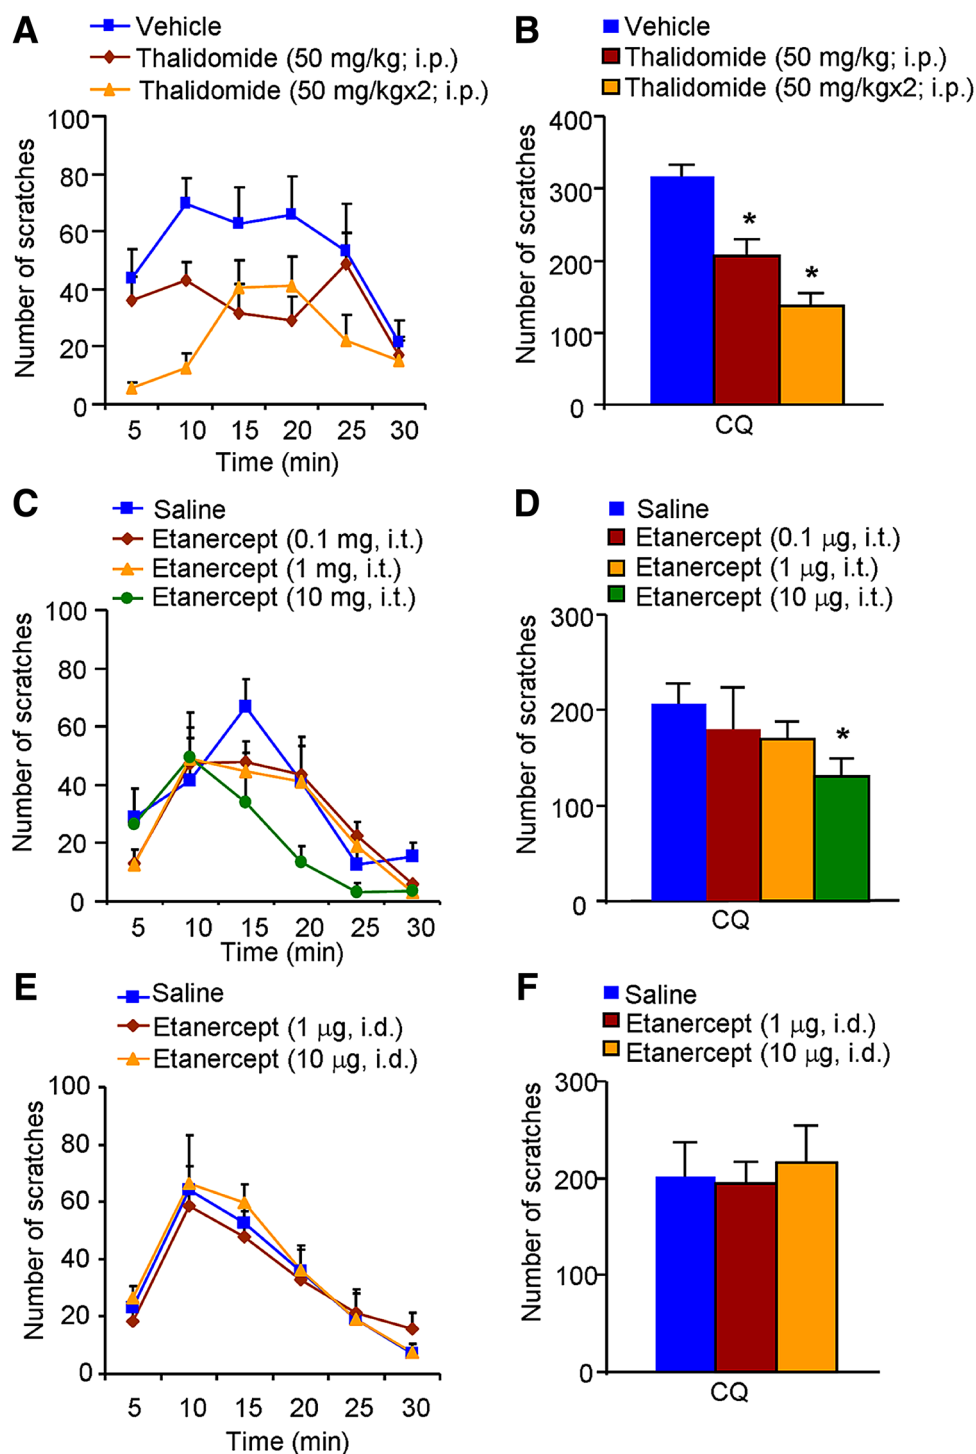 A
Vehicle
Thalidomide (50 mg/kg; i.p.)
Thalidomide (50 mg/kgx2; i.p.)
Number of scratches
100
80
60
40
20
0
5 10 15 20 25 30
Time (min)
B
Vehicle
Thalidomide (50 mg/kg; i.p.)
Thalidomide (50 mg/kgx2; i.p.)
Number of scratches
400
300
200
100
0
*
*
CQ
C
Saline
Etanercept (0.1 mg, i.t.)
Etanercept (1 mg, i.t.)
Etanercept (10 mg, i.t.)
Number of scratches
100
80
60
40
20
0
5 10 15 20 25 30
Time (min)
D
Saline
Etanercept (0.1 μg, i.t.)
Etanercept (1 μg, i.t.)
Etanercept (10 μg, i.t.)
Number of scratches
300
200
100
0
*
CQ
E
Saline
Etanercept (1 μg, i.d.)
Etanercept (10 μg, i.d.)
Number of scratches
100
80
60
40
20
0
5 10 15 20 25 30
Time (min)
F
Saline
Etanercept (1 μg, i.d.)
Etanercept (10 μg, i.d.)
Number of scratches
300
200
100
0
CQ